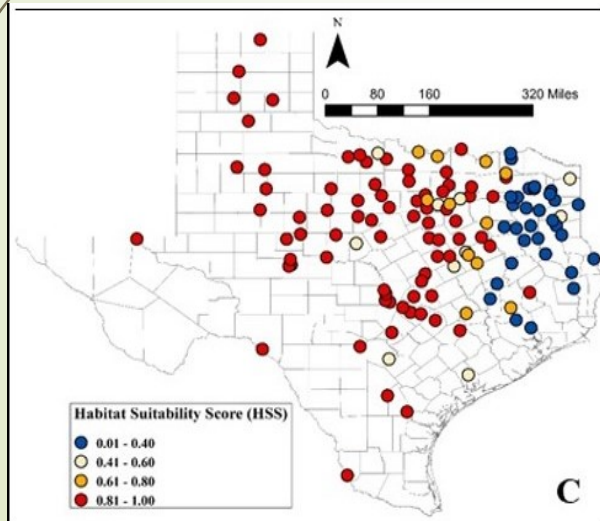 N
0 80 160 320 Miles
Habitat Suitability Score (HSS)
0.01 - 0.40
0.41 - 0.60
0.61 - 0.80
0.81 - 1.00
C